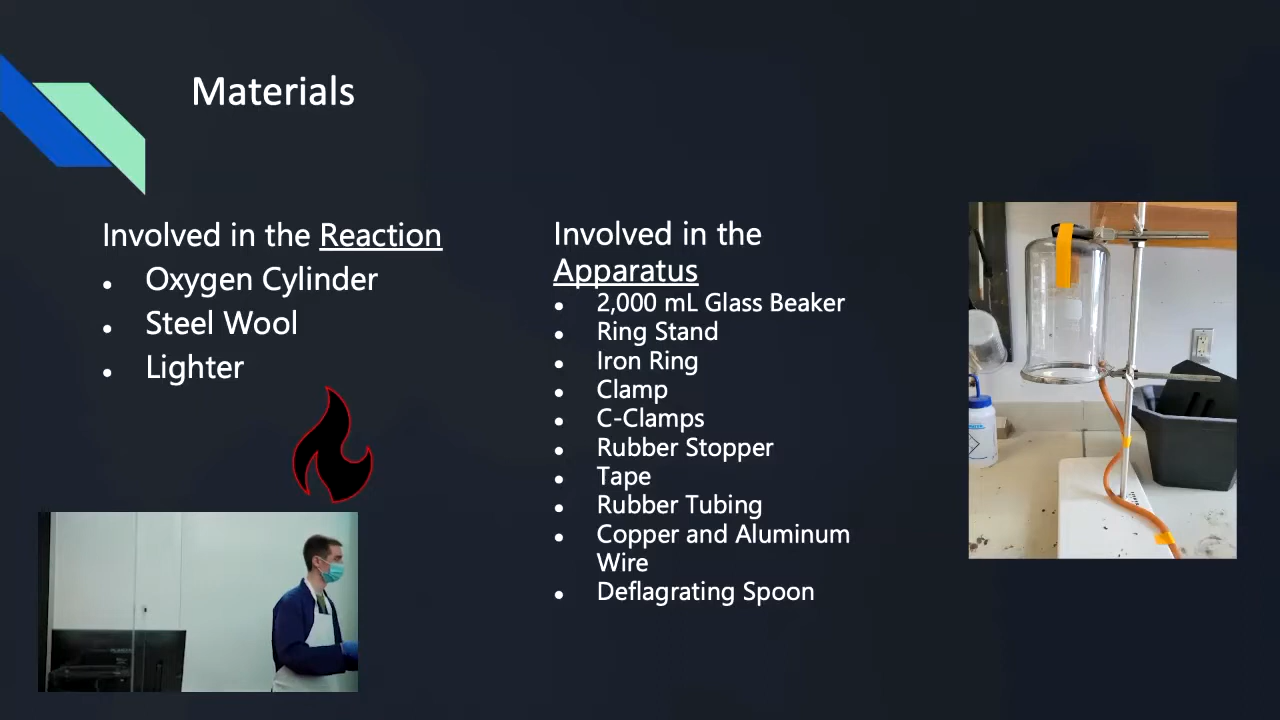 Materials
Involved in the Reaction
Oxygen Cylinder
Steel Wool
Lighter
Involved in the
Apparatus
2,000 mL Glass Beaker
Ring Stand
Iron Ring
Clamp
C-Clamps
Rubber Stopper
Tape
Rubber Tubing
Copper and Aluminum
Wire
Deflagrating Spoon